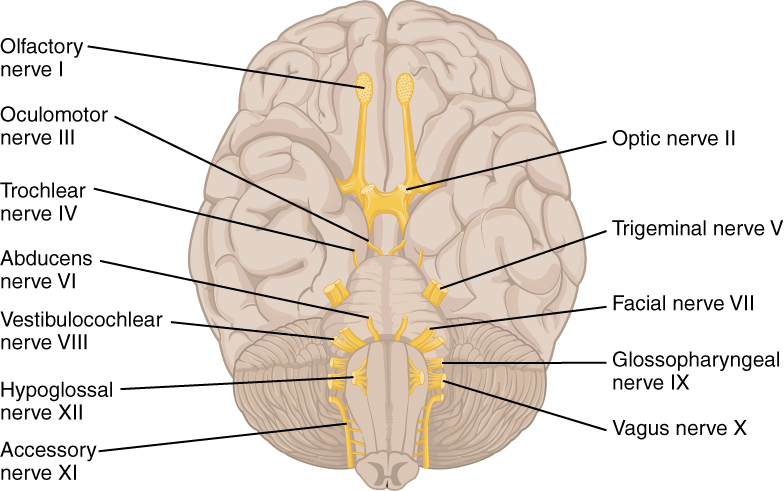 Olfactory
nerve I
Oculomotor
nerve III
Trochlear
nerve IV
Abducens
nerve VI
Vestibulocochlear
nerve VIII
Hypoglossal
nerve XII
Accessory
nerve XI
Optic nerve II
Trigeminal nerve V
Facial nerve VII
Glossopharyngeal
nerve IX
Vagus nerve X